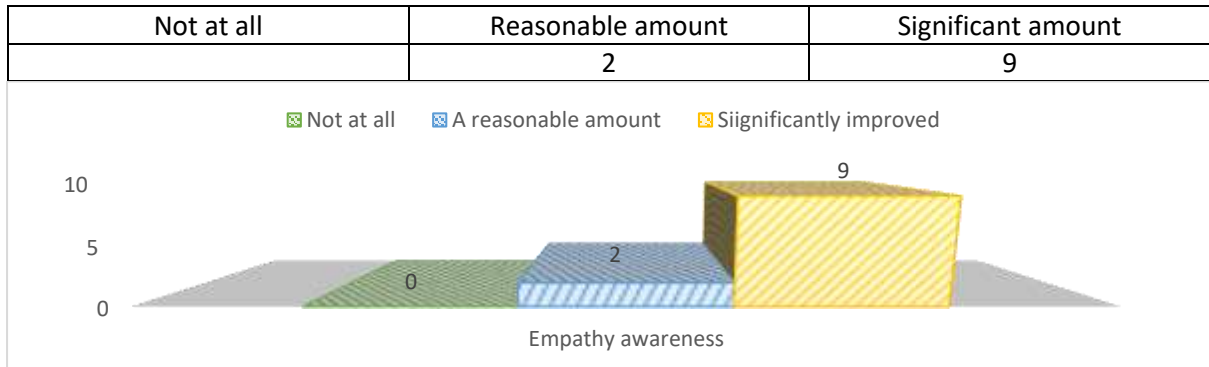 Not at all Reasonable amount Significant amount
2 9
Not at all A reasonable amount Siignificantly improved
9
10
2
5
0
0
Empathy awareness